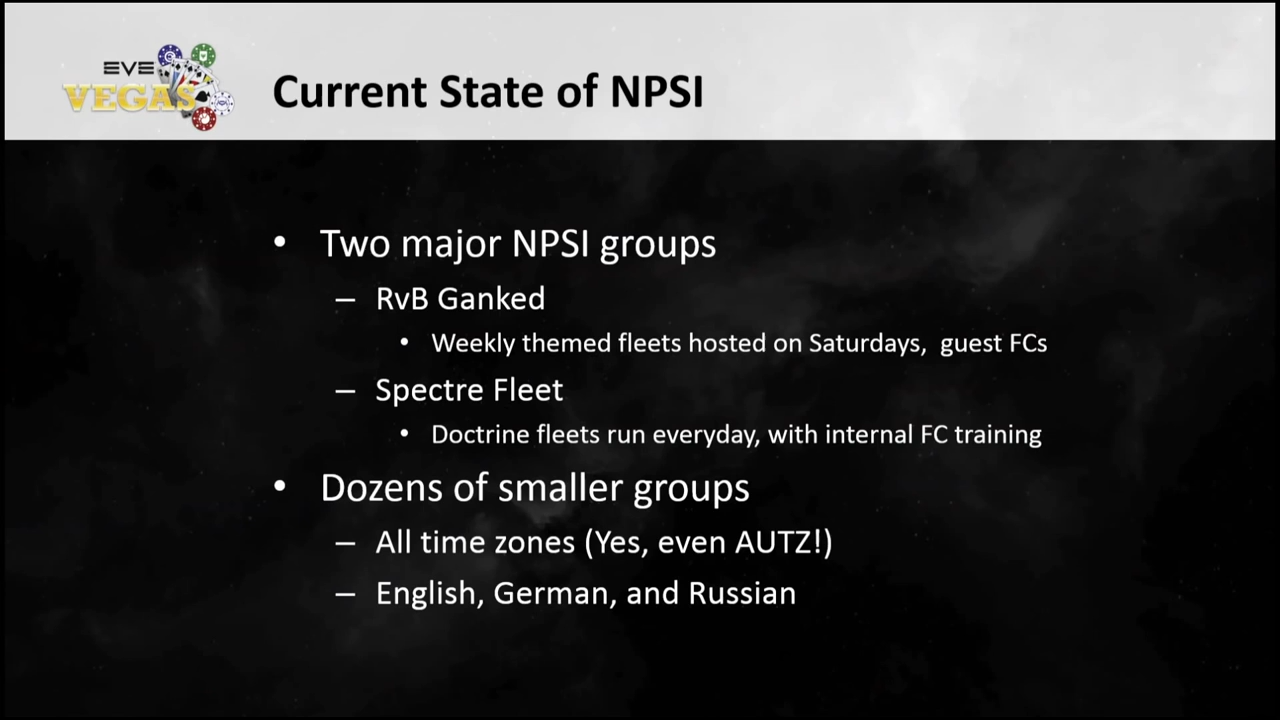 EVE
VEGAS
Current State of NPSI
• Two major NPSI groups
– RvB Ganked
• Weekly themed fleets hosted on Saturdays, guest FCs
– Spectre Fleet
• Doctrine fleets run everyday, with internal FC training
• Dozens of smaller groups
– All time zones (Yes, even AUTZ!)
– English, German, and Russian